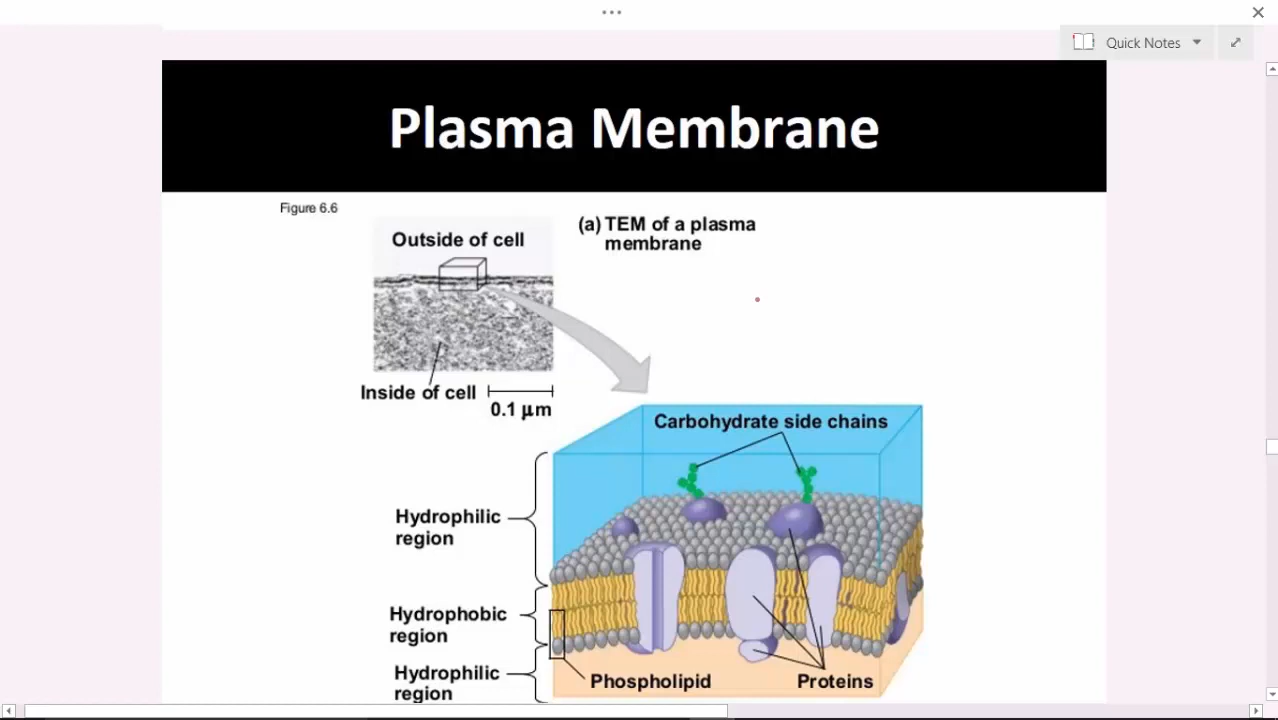 Quick Notes
Plasma Membrane
Figure 6.6
(a) TEM of a plasma
membrane
Outside of cell
Inside of cell
0.1 µm
Carbohydrate side chains
Hydrophilic
region
Hydrophobic
region
Hydrophilic
region
Phospholipid
Proteins